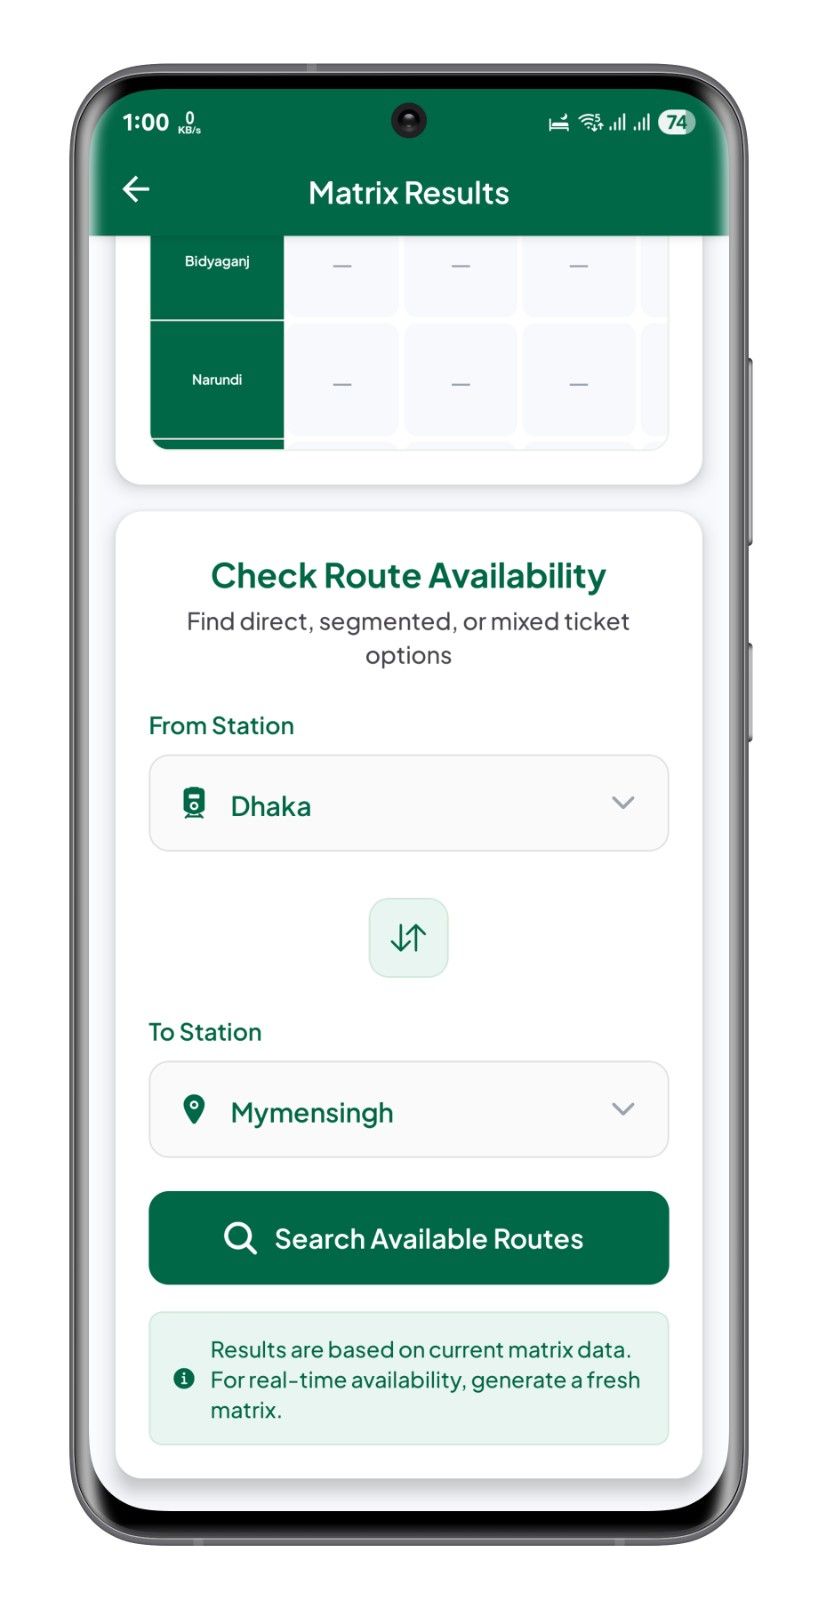 1:00 0 KB/s 5 74
Matrix Results
Bidyaganj — — —
Narundi — — —
Check Route Availability
Find direct, segmented, or mixed ticket
options
From Station
Dhaka
To Station
Mymensingh
Search Available Routes
Results are based on current matrix data.
For real-time availability, generate a fresh
matrix.